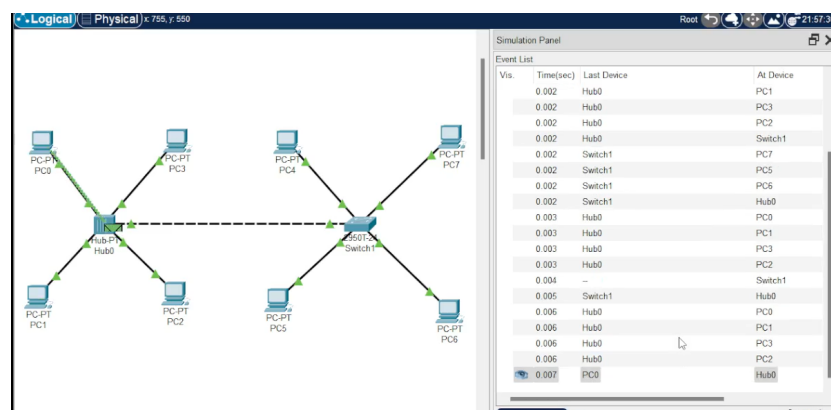 Logical Physical x: 755, y: 550 Root 21:57:3
Simulation Panel
Event List
Vis. Time(sec) Last Device At Device
0.002 Hub0 PC1
0.002 Hub0 PC3
0.002 Hub0 PC2
0.002 Hub0 Switch1
0.002 Switch1 PC7
0.002 Switch1 PC5
0.002 Switch1 PC6
0.002 Switch1 Hub0
0.003 Hub0 PC0
0.003 Hub0 PC1
0.003 Hub0 PC3
0.003 Hub0 PC2
0.004 -- Switch1
0.005 Switch1 Hub0
0.006 Hub0 PC0
0.006 Hub0 PC1
0.006 Hub0 PC3
0.006 Hub0 PC2
0.007 PC0 Hub0
PC-PT
PC0
PC-PT
PC3
PC-PT
PC4
PC-PT
PC7
Hub-PT
Hub0
2950T-24
Switch1
PC-PT
PC1
PC-PT
PC2
PC-PT
PC5
PC-PT
PC6